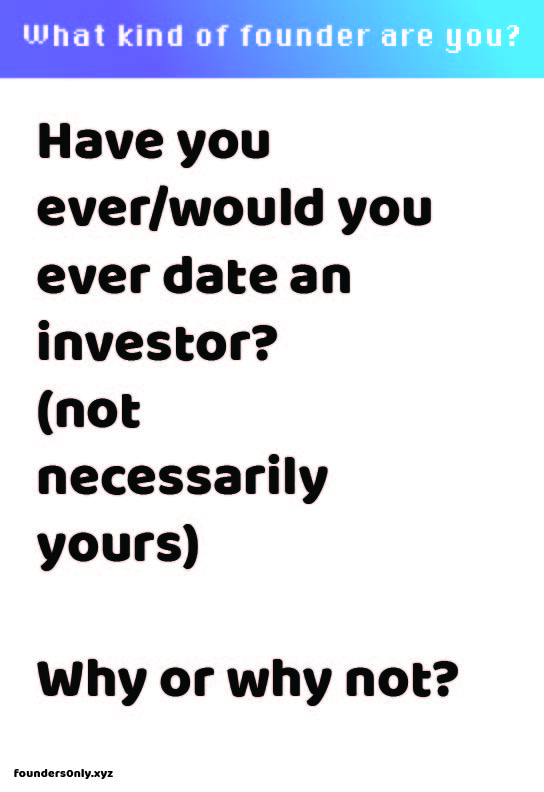 What kind of founder are you?
Have you
ever/would you
ever date an
investor?
(not
necessarily
yours)
Why or why not?
founders0nly.xyz